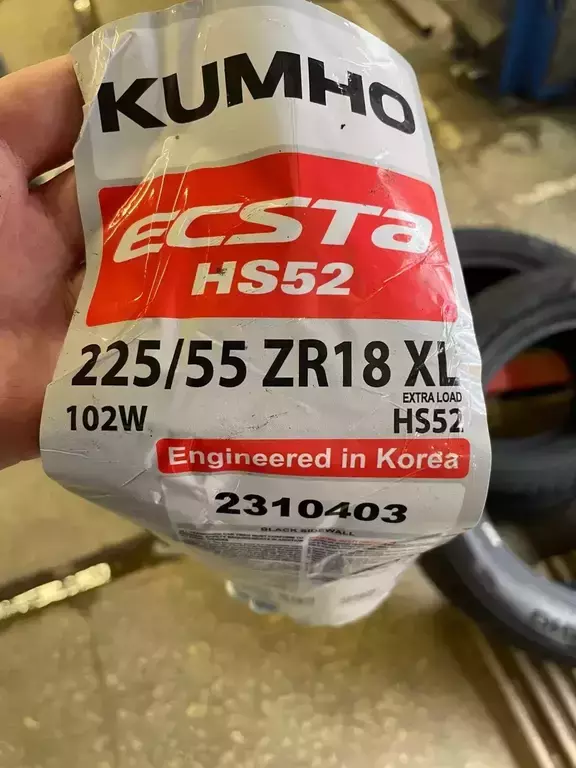 KUMHO
ECSTa
HS52
225/55 ZR18 XL
EXTRA LOAD
102W HS52
Engineered in Korea
2310403
BLACK SIDEWALL